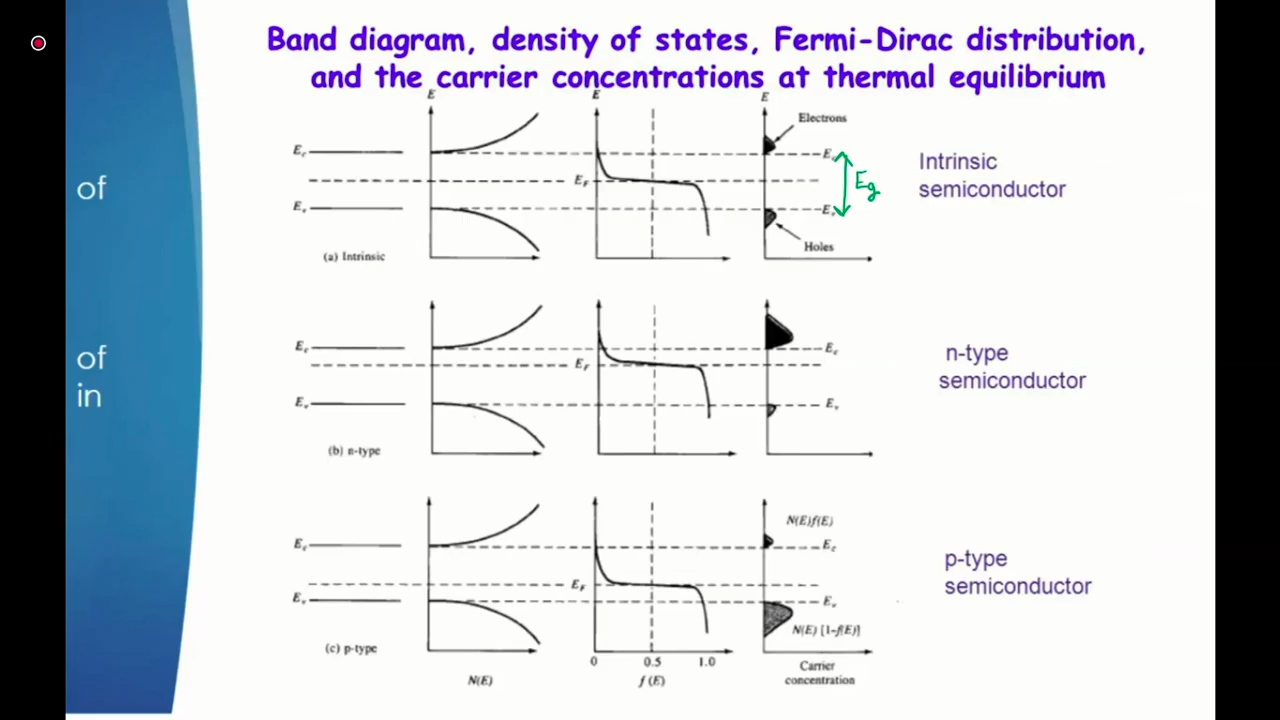 Band diagram, density of states, Fermi-Dirac distribution,
and the carrier concentrations at thermal equilibrium
of
of
in
E
E
E
Electrons
Ec
Ec
Eg
EF
Ev
Ev
Holes
(a) Intrinsic
Intrinsic
semiconductor
Ec
Ec
EF
Ev
Ev
(b) n-type
n-type
semiconductor
N(E)f(E)
Ec
Ec
EF
Ev
Ev
N(E) [1-f(E)]
(c) p-type
p-type
semiconductor
0 0.5 1.0
N(E)
f(E)
Carrier
concentration